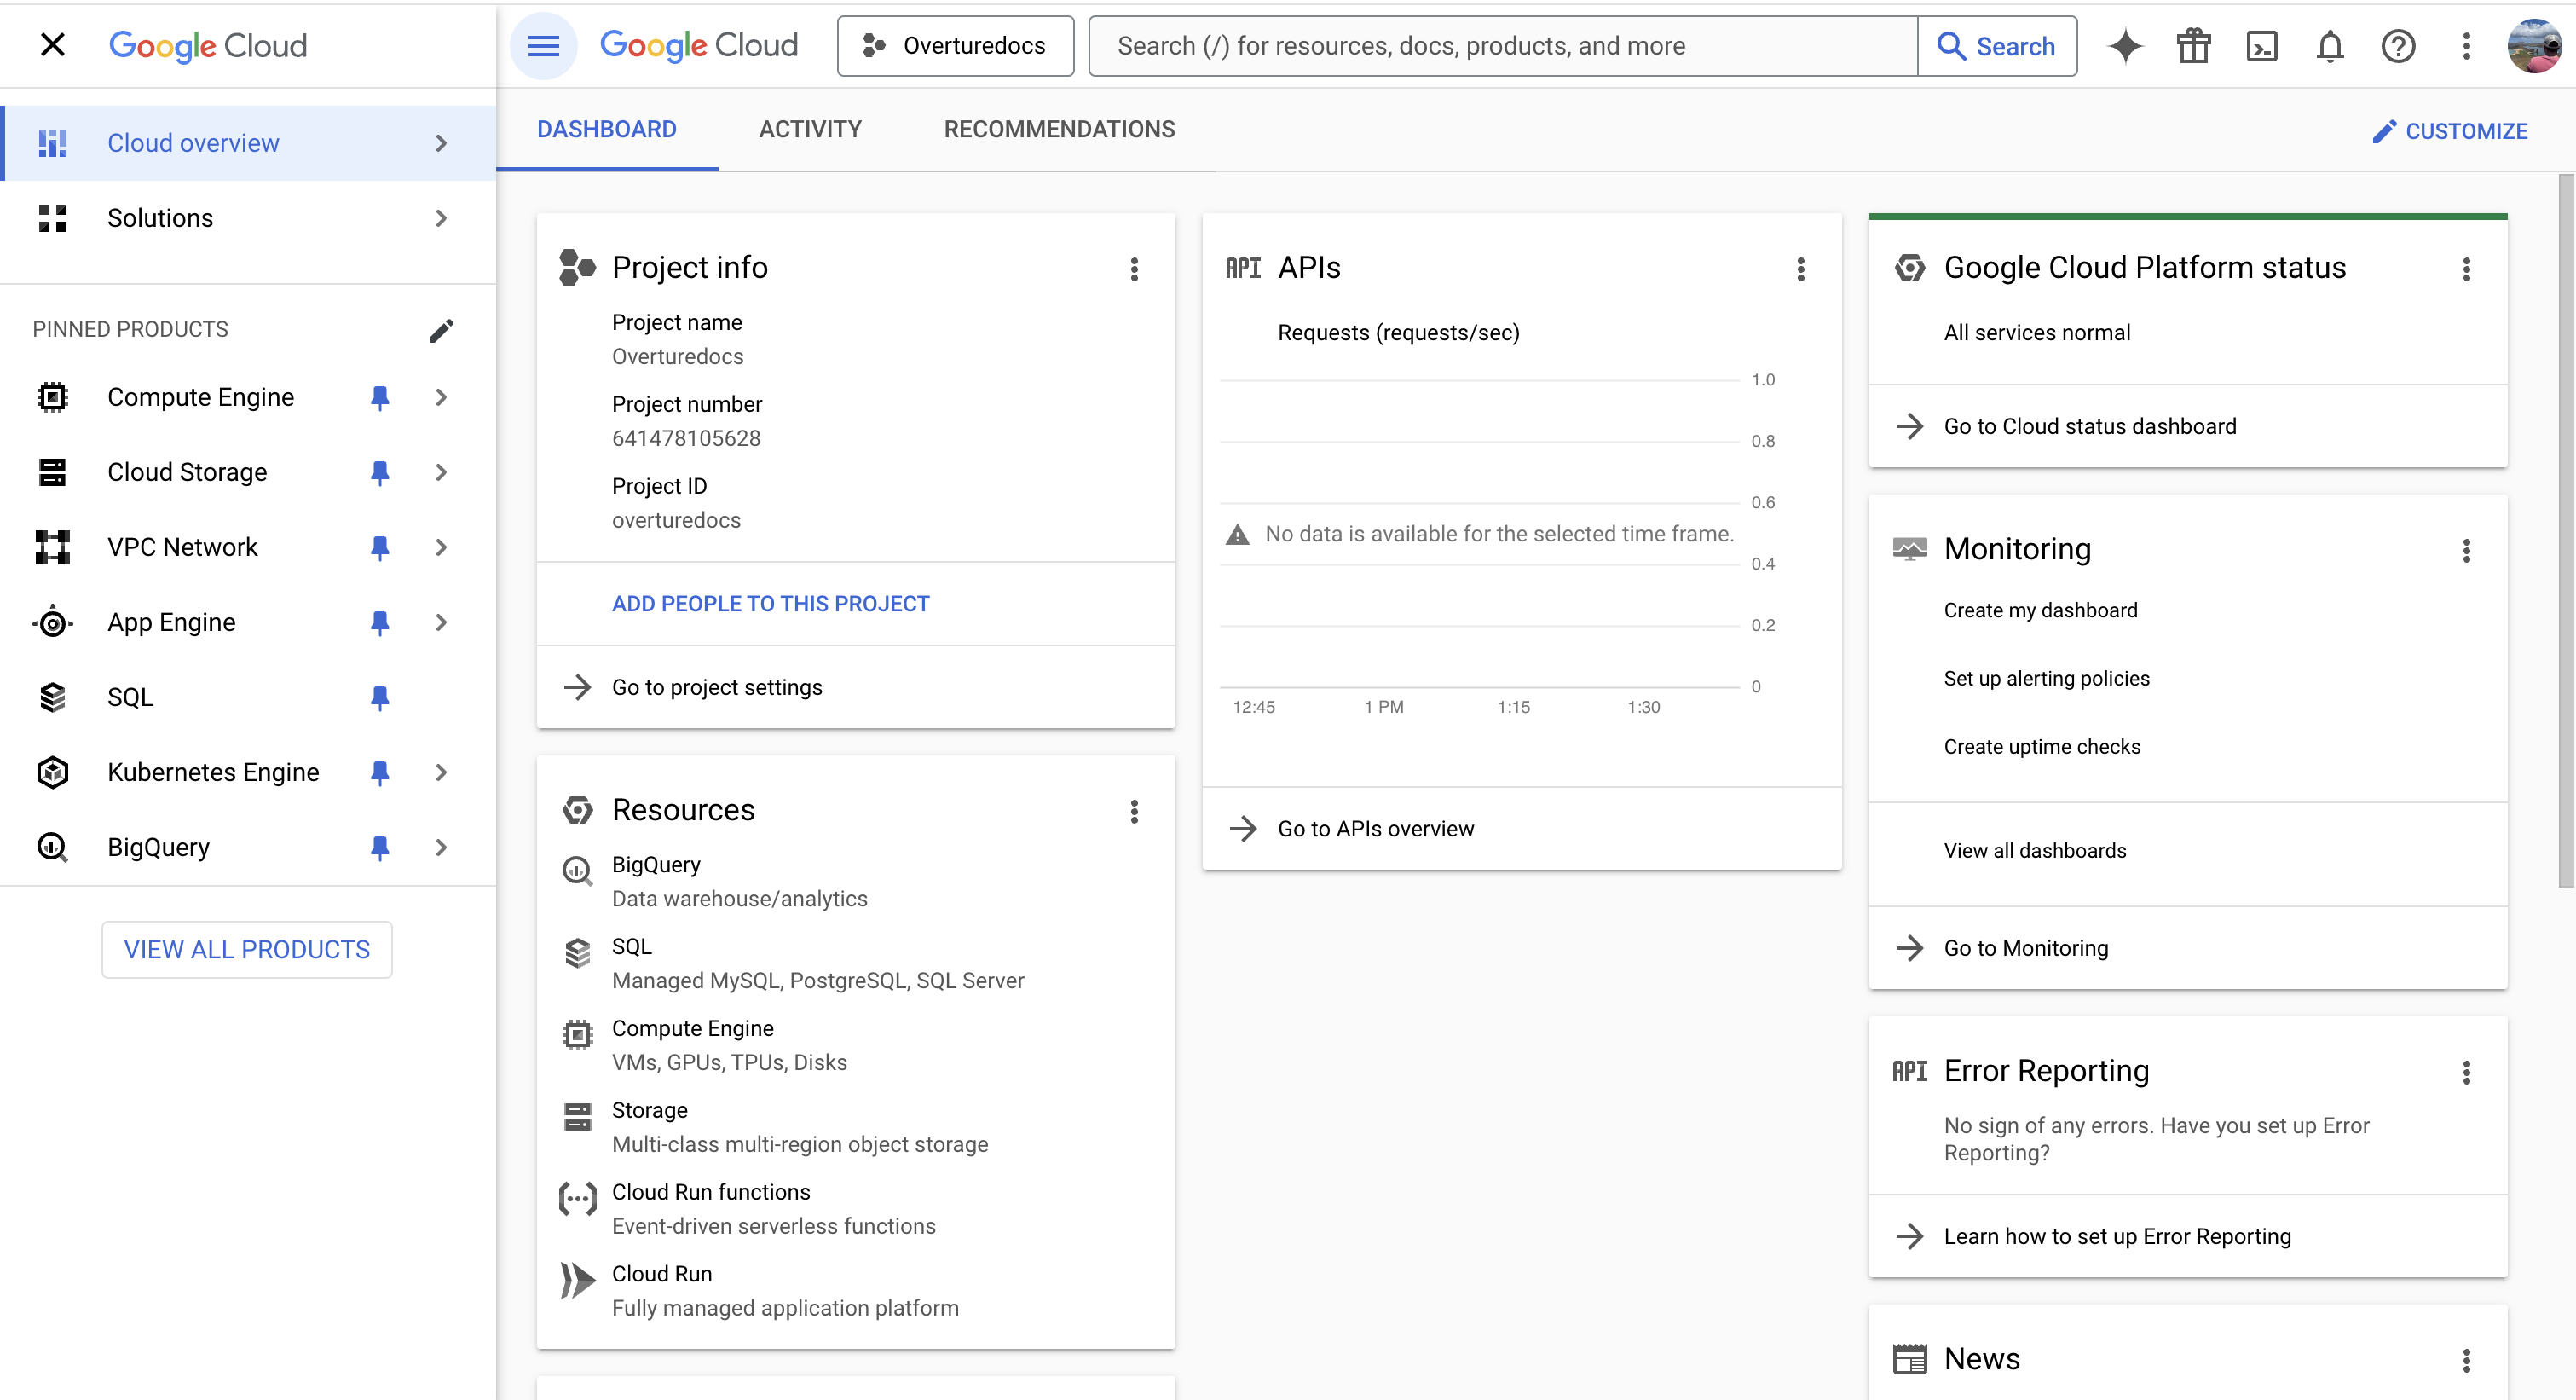 Google Cloud
Cloud overview
Solutions
PINNED PRODUCTS
Compute Engine
Cloud Storage
VPC Network
App Engine
SQL
Kubernetes Engine
BigQuery
VIEW ALL PRODUCTS
Google Cloud
Overturedocs
Search (/) for resources, docs, products, and more
Search
DASHBOARD
ACTIVITY
RECOMMENDATIONS
CUSTOMIZE
Project info
Project name
Overturedocs
Project number
641478105628
Project ID
overturedocs
ADD PEOPLE TO THIS PROJECT
Go to project settings
Resources
BigQuery
Data warehouse/analytics
SQL
Managed MySQL, PostgreSQL, SQL Server
Compute Engine
VMs, GPUs, TPUs, Disks
Storage
Multi-class multi-region object storage
Cloud Run functions
Event-driven serverless functions
Cloud Run
Fully managed application platform
API APIs
Requests (requests/sec)
1.0
0.8
0.6
No data is available for the selected time frame.
0.4
0.2
0
12:45 1 PM 1:15 1:30
Go to APIs overview
Google Cloud Platform status
All services normal
Go to Cloud status dashboard
Monitoring
Create my dashboard
Set up alerting policies
Create uptime checks
View all dashboards
Go to Monitoring
API Error Reporting
No sign of any errors. Have you set up Error
Reporting?
Learn how to set up Error Reporting
News